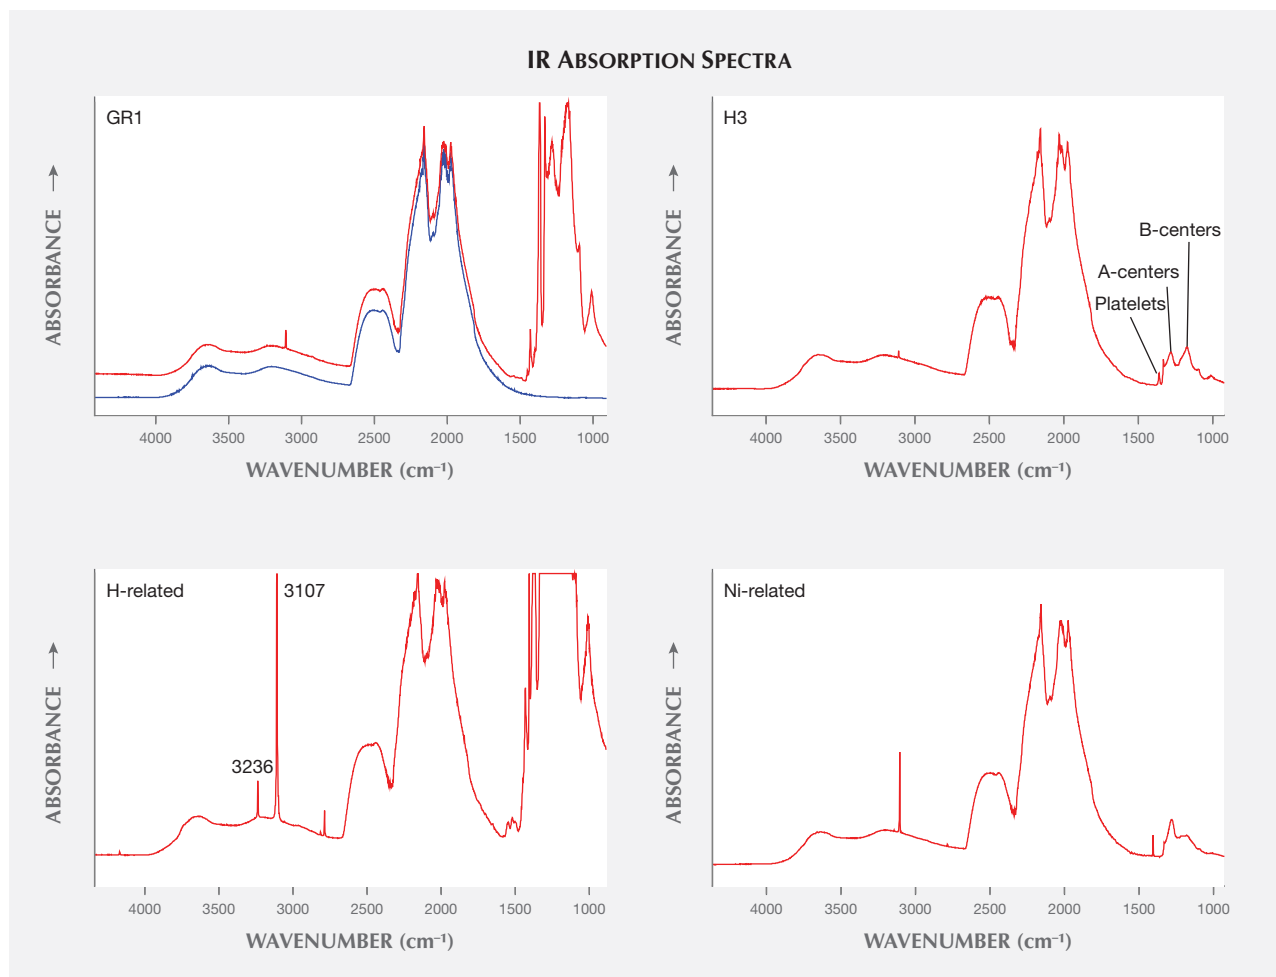 IR ABSORPTION SPECTRA
GR1
ABSORBANCE
4000 3500 3000 2500 2000 1500 1000
WAVENUMBER (cm⁻¹)
H3
B-centers
A-centers
Platelets
ABSORBANCE
4000 3500 3000 2500 2000 1500 1000
WAVENUMBER (cm⁻¹)
H-related
3107
3236
ABSORBANCE
4000 3500 3000 2500 2000 1500 1000
WAVENUMBER (cm⁻¹)
Ni-related
ABSORBANCE
4000 3500 3000 2500 2000 1500 1000
WAVENUMBER (cm⁻¹)